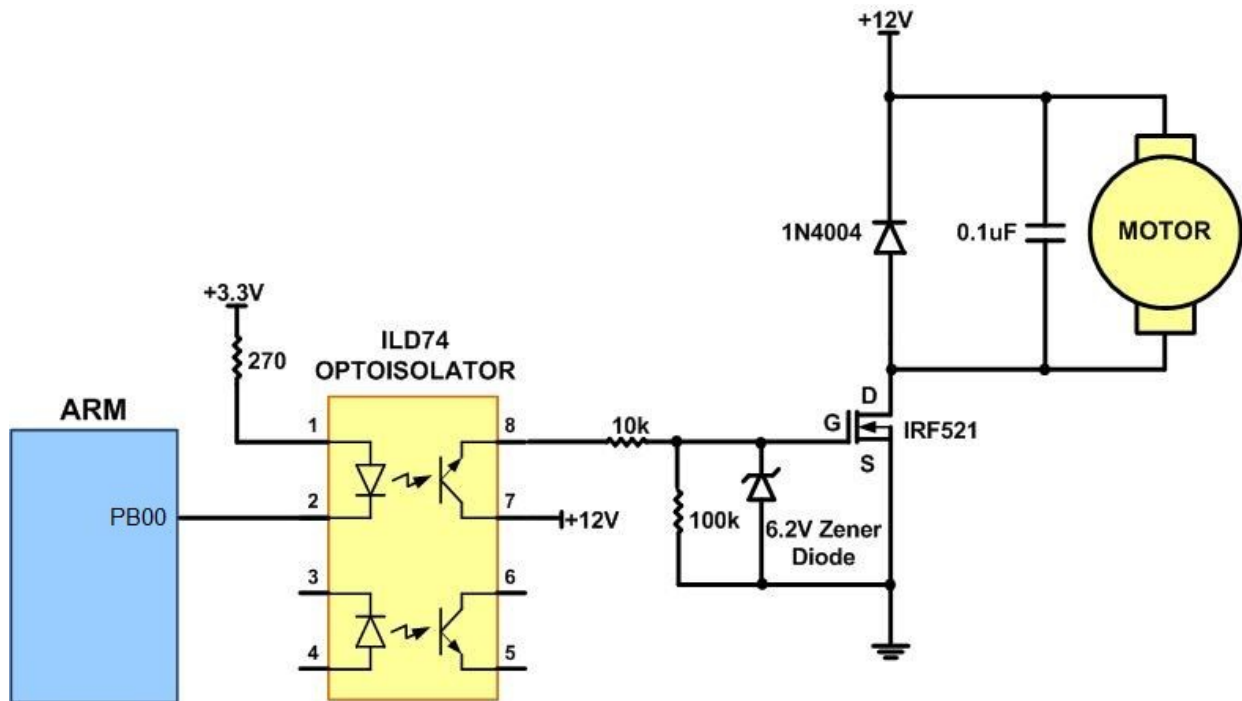 +12V
1N4004
0.1uF
MOTOR
+3.3V
270
ILD74
OPTOISOLATOR
ARM
PB00
1
2
3
4
8
7
6
5
+12V
10k
100k
6.2V Zener
Diode
G
D
S
IRF521